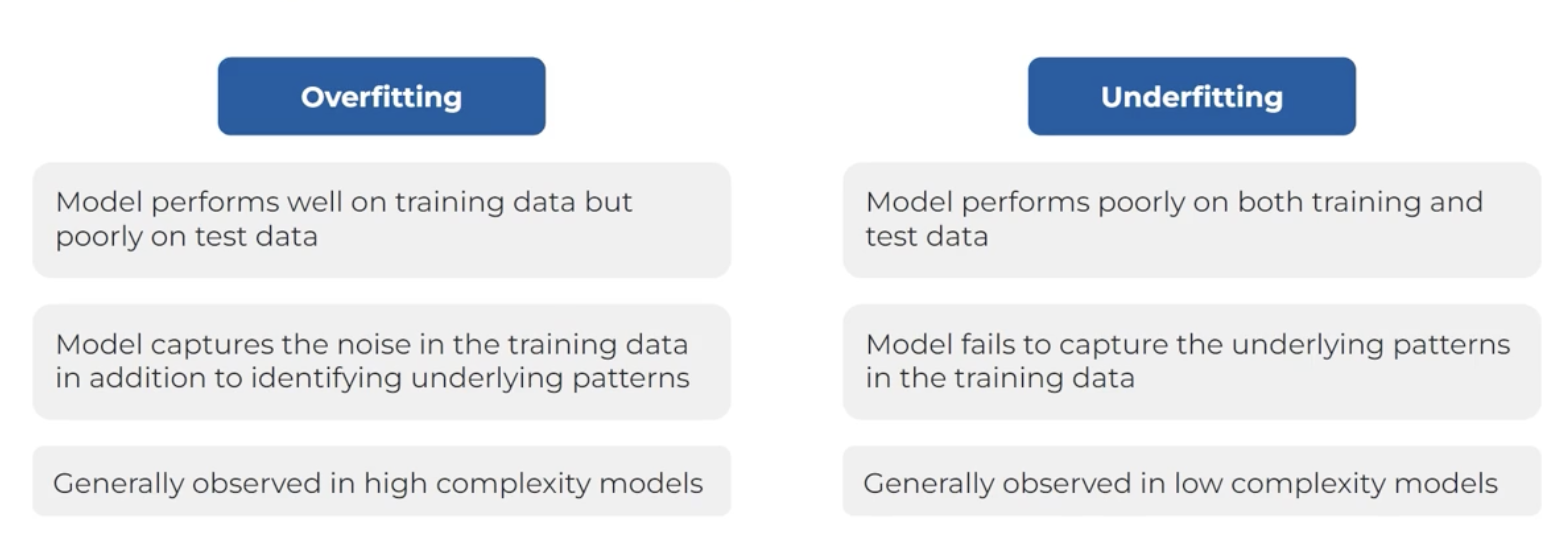 Overfitting
Model performs well on training data but
poorly on test data
Model captures the noise in the training data
in addition to identifying underlying patterns
Generally observed in high complexity models
Underfitting
Model performs poorly on both training and
test data
Model fails to capture the underlying patterns
in the training data
Generally observed in low complexity models